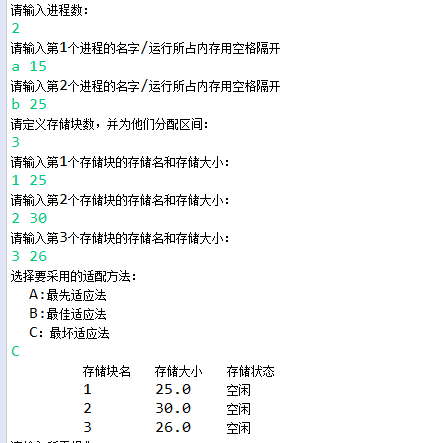 请输入进程数：
2
请输入第1个进程的名字/运行所占内存用空格隔开
a 15
请输入第2个进程的名字/运行所占内存用空格隔开
b 25
请定义存储块数，并为他们分配区间：
3
请输入第1个存储块的存储名和存储大小：
1 25
请输入第2个存储块的存储名和存储大小：
2 30
请输入第3个存储块的存储名和存储大小：
3 26
选择要采用的适配方法：
A:最先适应法
B:最佳适应法
C：最坏适应法
C
存储块名 存储大小 存储状态
1 25.0 空闲
2 30.0 空闲
3 26.0 空闲